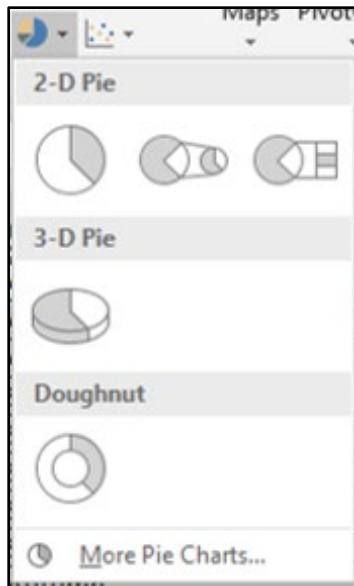 Maps
2-D Pie
3-D Pie
Doughnut
More Pie Charts...